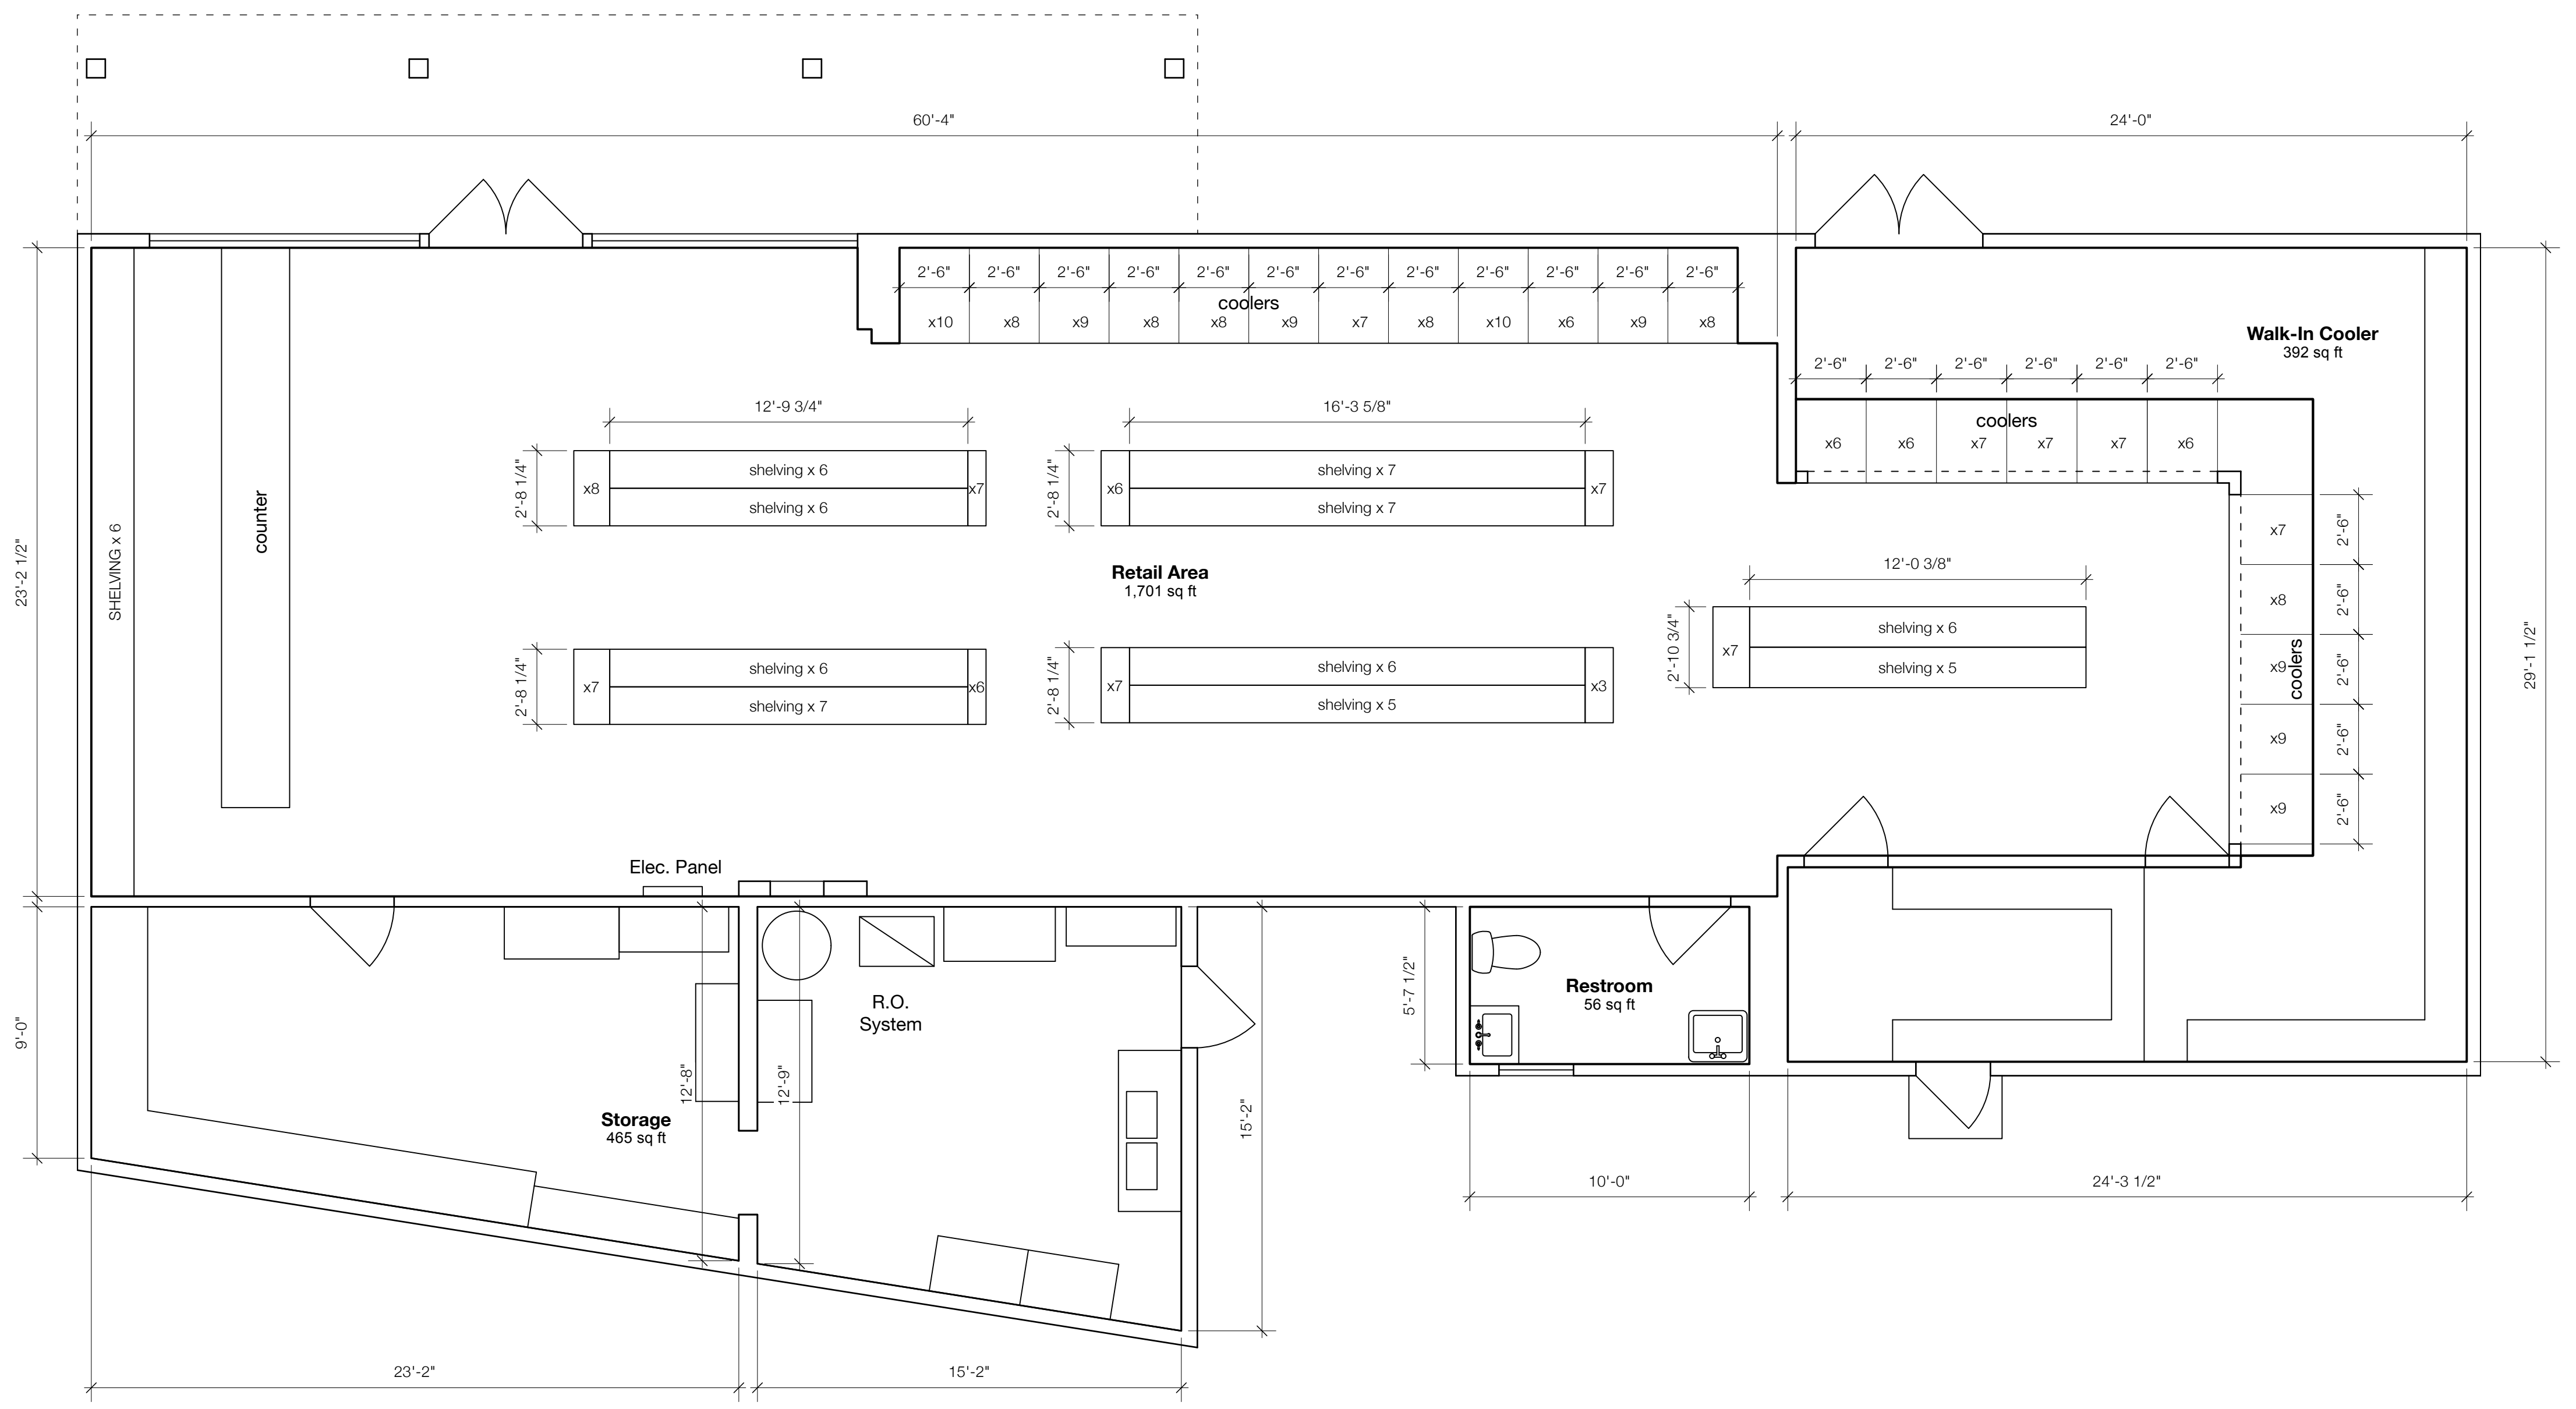 60'-4"
24'-0"
2'-6" 2'-6" 2'-6" 2'-6" 2'-6" 2'-6" 2'-6" 2'-6" 2'-6" 2'-6" 2'-6" 2'-6"
coolers
x10 x8 x9 x8 x8 x9 x7 x8 x10 x6 x9 x8
Walk-In Cooler
392 sq ft
2'-6" 2'-6" 2'-6" 2'-6" 2'-6" 2'-6"
coolers
x6 x6 x7 x7 x7 x6
12'-9 3/4"
2'-8 1/4"
x8
shelving x 6
shelving x 6
x7
16'-3 5/8"
2'-8 1/4"
x6
shelving x 7
shelving x 7
x7
23'-2 1/2"
SHELVING x 6
counter
Retail Area
1,701 sq ft
12'-0 3/8"
2'-10 3/4"
x7
shelving x 6
shelving x 5
x7
2'-6"
x8
2'-6"
x9
2'-6"
x9
2'-6"
x9
2'-6"
coolers
29'-1 1/2"
2'-8 1/4"
x7
shelving x 6
shelving x 7
x6
2'-8 1/4"
x7
shelving x 6
shelving x 5
x3
Elec. Panel
9'-0"
R.O.
System
12'-8"
12'-9"
Storage
465 sq ft
15'-2"
5'-7 1/2"
Restroom
56 sq ft
10'-0"
24'-3 1/2"
23'-2"
15'-2"